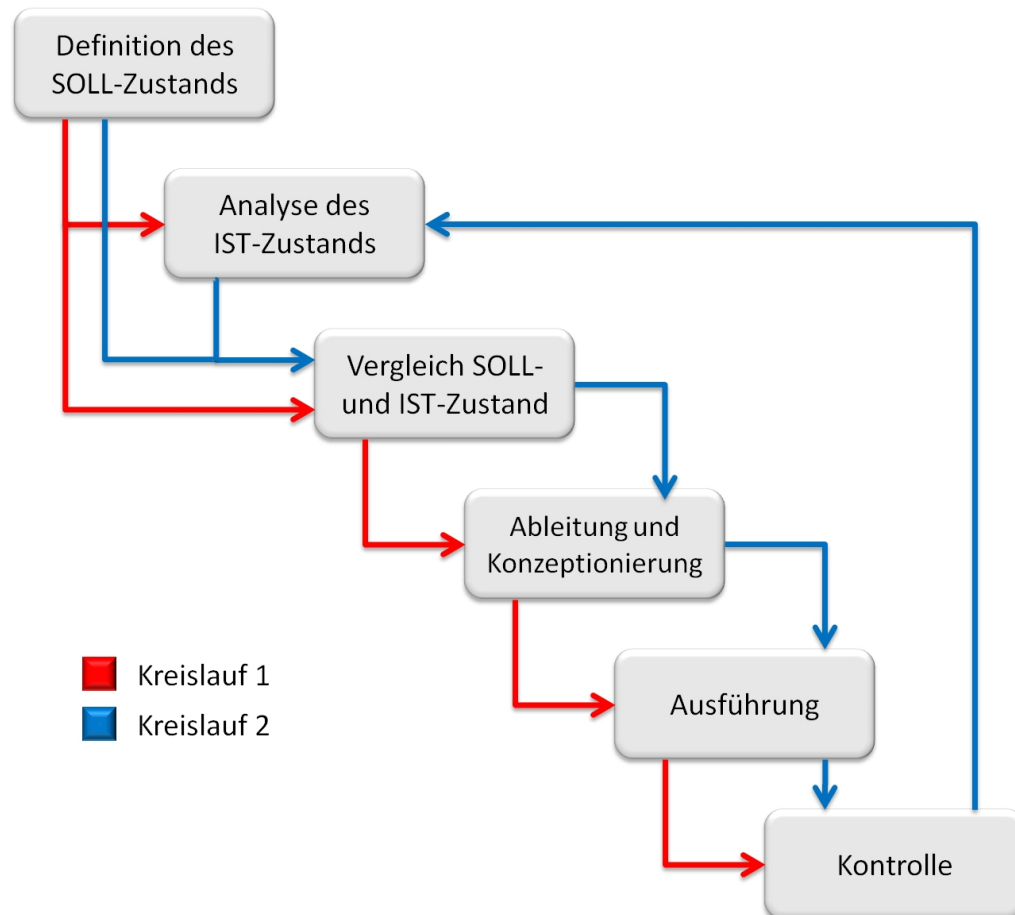 Definition des
SOLL-Zustands
Analyse des
IST-Zustands
Vergleich SOLL-
und IST-Zustand
Ableitung und
Konzeptionierung
Ausführung
Kontrolle
Kreislauf 1
Kreislauf 2